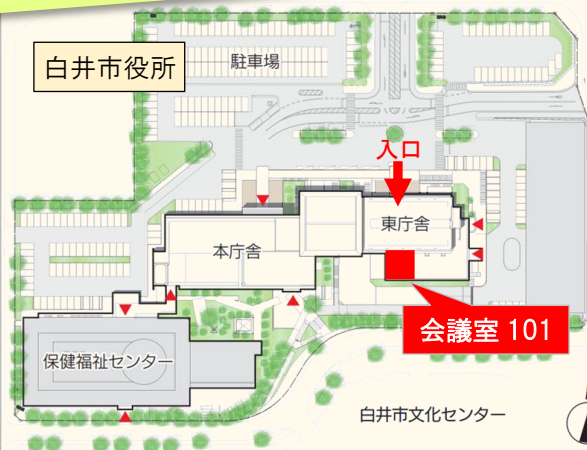 白井市役所
駐車場
入口
東庁舎
本庁舎
会議室 101
保健福祉センター
白井市文化センター